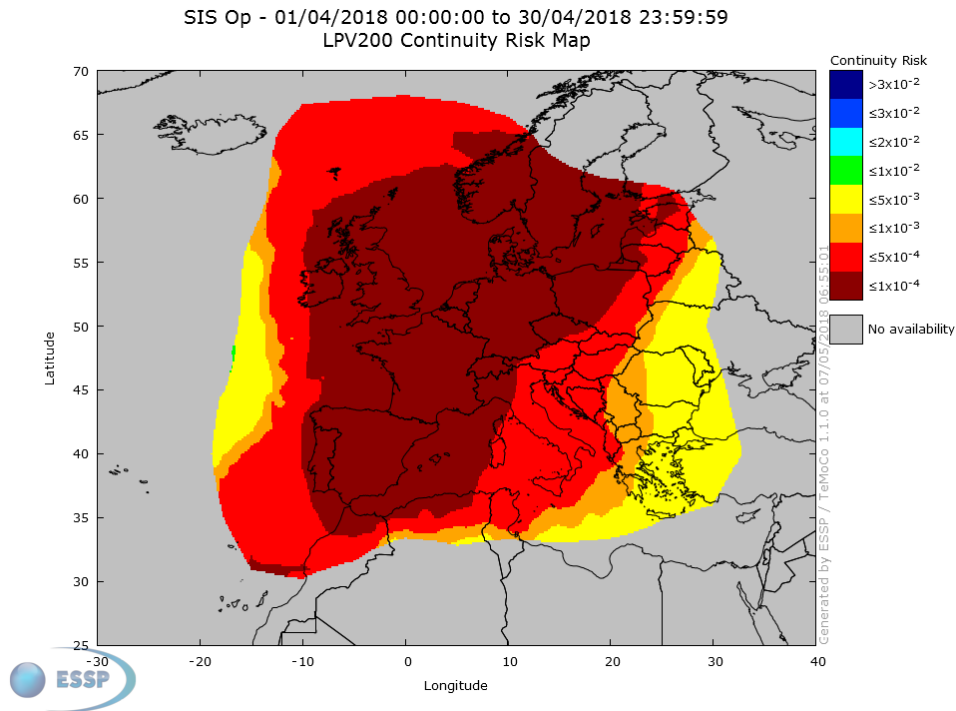 SIS Op - 01/04/2018 00:00:00 to 30/04/2018 23:59:59
LPV200 Continuity Risk Map
Continuity Risk
>3x10-2
≤3x10-2
≤2x10-2
≤1x10-2
≤5x10-3
≤1x10-3
≤5x10-4
≤1x10-4
No availability
70
65
60
55
50
45
40
35
30
25
Latitude
-30
-20
-10
0
10
20
30
40
Longitude
Generated by ESSP / TeMoCo 1.1.0 at 07/05/2018 06:55:01
ESSP